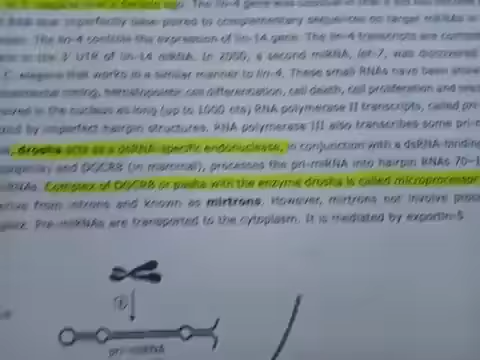 decade ago. The lin-4 gene was
RNA was imperfectly base-paired to complementary sequences on target mRNAs
The lin-4 controls the expression of lin-14 gene. The lin-4 transcripts are
in the 3' UTR of lin-14 mRNA. In 2000, a second miRNA, let-7, was discovered
C. elegans that works in a similar manner to lin-4. These small RNAs have been
timing, hematopoietic cell differentiation, cell death, cell proliferation and
in the nucleus as long (up to 1000 nts) RNA polymerase II transcripts, called
by imperfect hairpin structures. RNA polymerase III also transcribes some
drosha acts as a dsRNA-specific endonuclease, in conjunction with a dsRNA-binding
and DGCR8 (in mammal), processes the pri-miRNA into hairpin RNAs 70-
Complex of DGCR8 or pasha with the enzyme drosha is called microprocessor
from introns and known as mirtrons. However, mirtrons not involve
Pre-miRNAs are transported to the cytoplasm. It is mediated by exportin-5
1
pri-miRNA